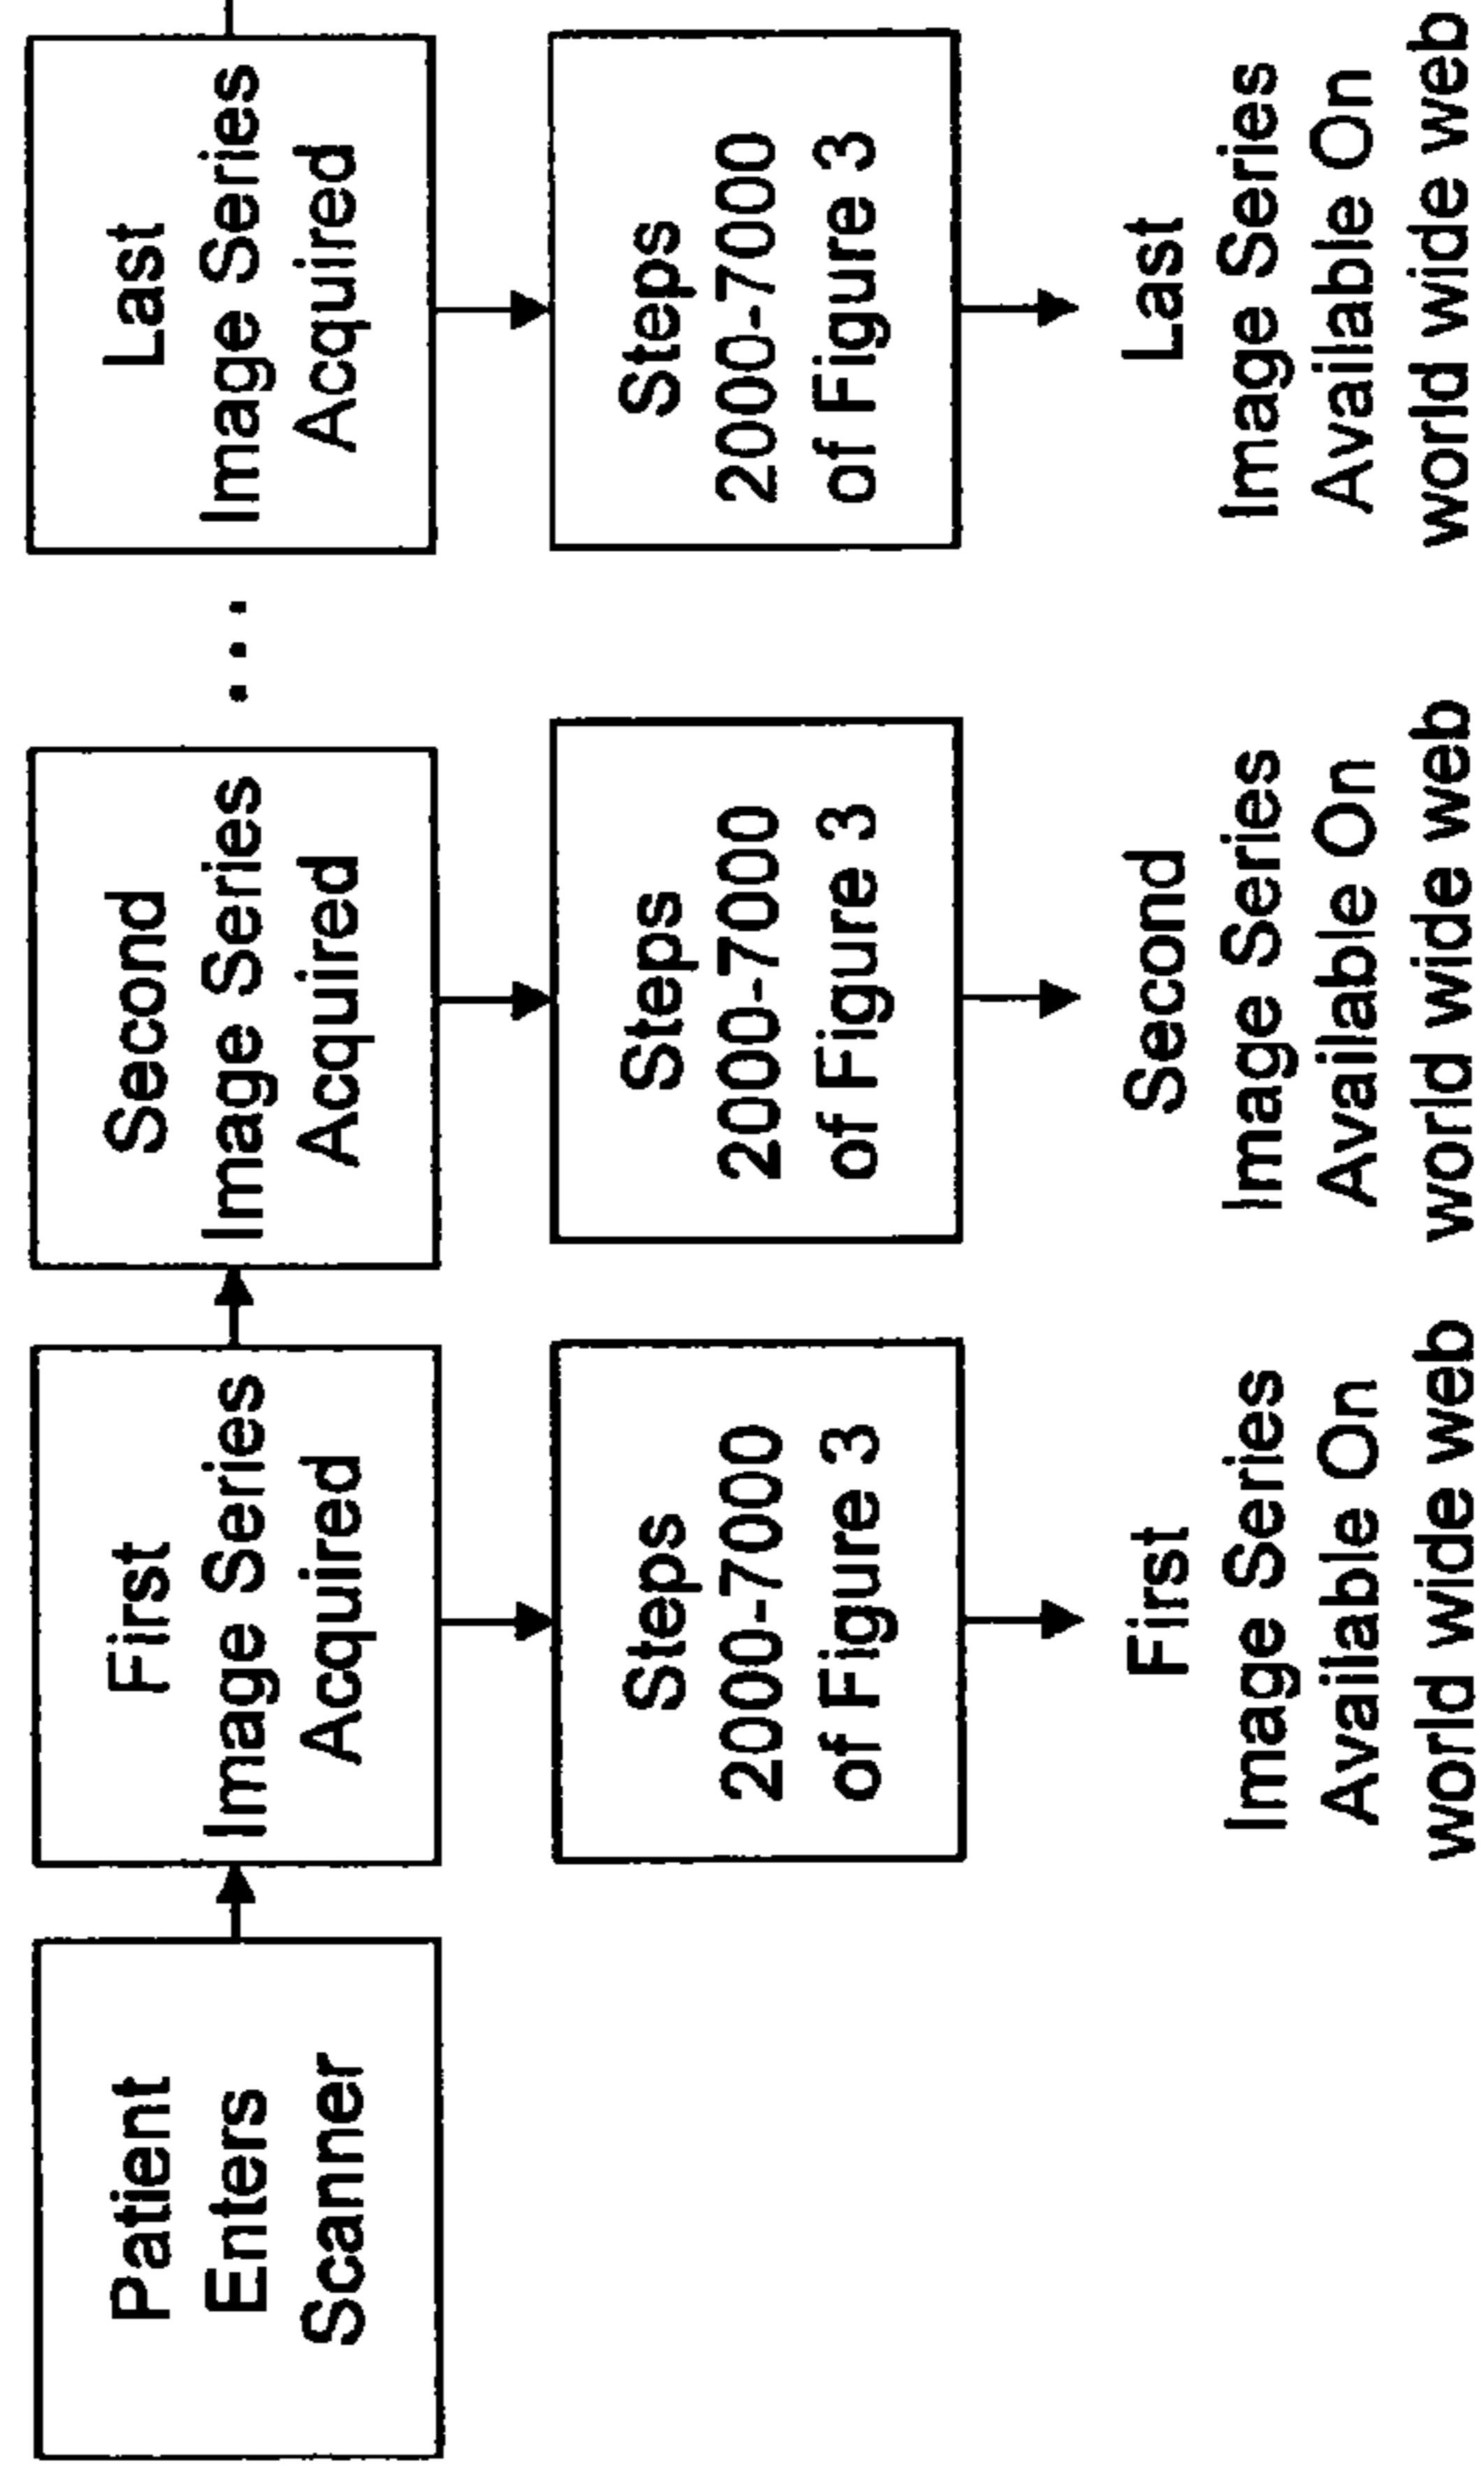 Patient
Enters
Scanner
First
Image Series
Acquired
Second
Image Series
Acquired
...
Last
Image Series
Acquired
Steps
2000-7000
of Figure 3
Steps
2000-7000
of Figure 3
Steps
2000-7000
of Figure 3
First
Image Series
Available On
world wide web
Second
Image Series
Available On
world wide web
Last
Image Series
Available On
world wide web